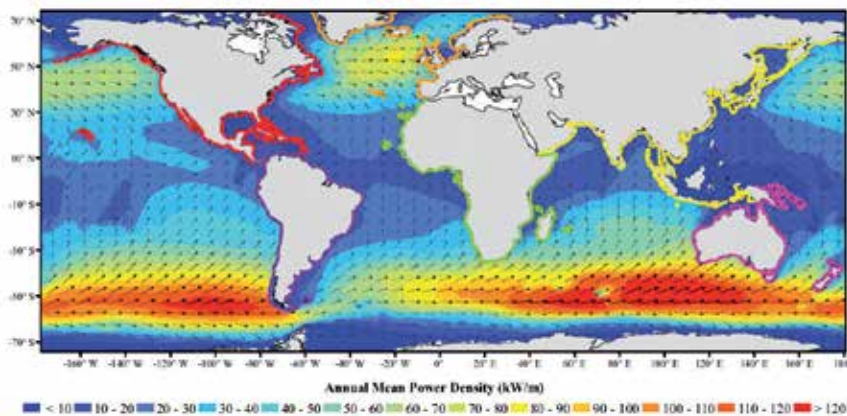 70° N
50° N
30° N
10° N
-10° S
-30° S
-50° S
-70° S
-160° W -140° W -120° W -100° W -80° W -60° W -40° W -20° W 0° 20° E 40° E 60° E 80° E 100° E 120° E 140° E 160° E 180
Annual Mean Power Density (kW/m)
< 10 10 - 20 20 - 30 30 - 40 40 - 50 50 - 60 60 - 70 70 - 80 80 - 90 90 - 100 100 - 110 110 - 120 > 120